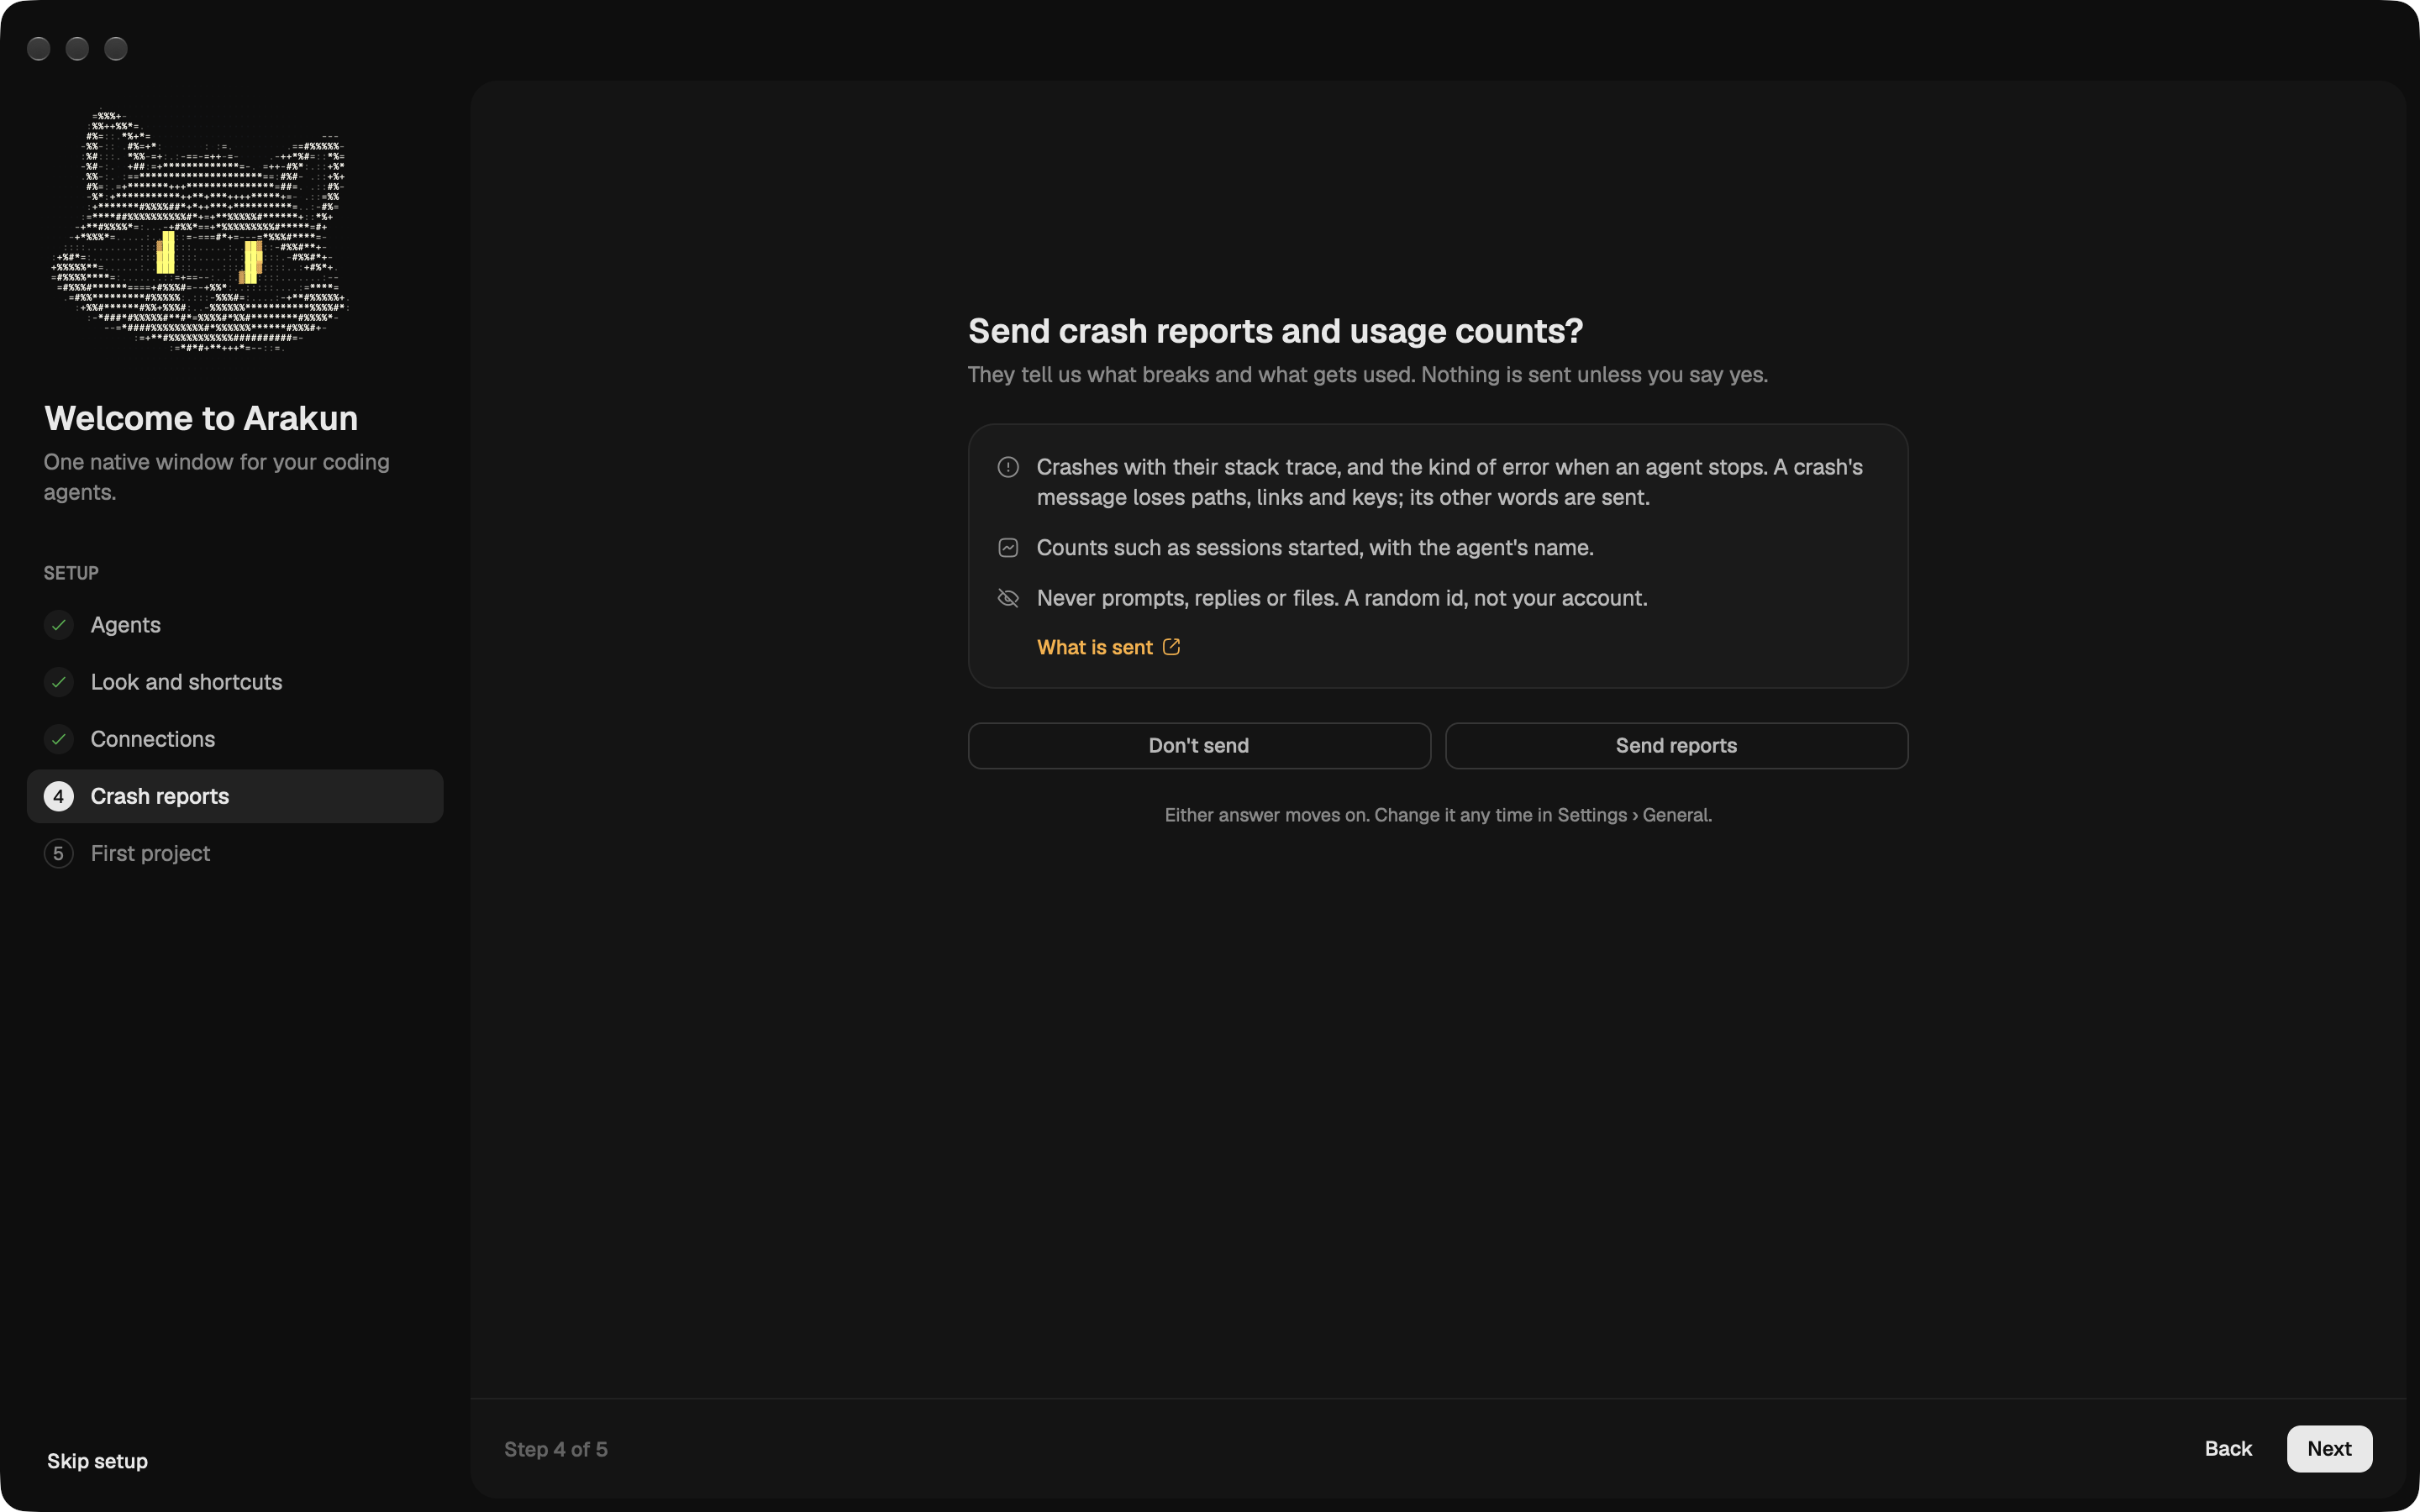 Welcome to Arakun
One native window for your coding
agents.
SETUP
Agents
Look and shortcuts
Connections
4 Crash reports
5 First project
Skip setup
Send crash reports and usage counts?
They tell us what breaks and what gets used. Nothing is sent unless you say yes.
Crashes with their stack trace, and the kind of error when an agent stops. A crash's
message loses paths, links and keys; its other words are sent.
Counts such as sessions started, with the agent's name.
Never prompts, replies or files. A random id, not your account.
What is sent
Don't send
Send reports
Either answer moves on. Change it any time in Settings › General.
Step 4 of 5
Back
Next